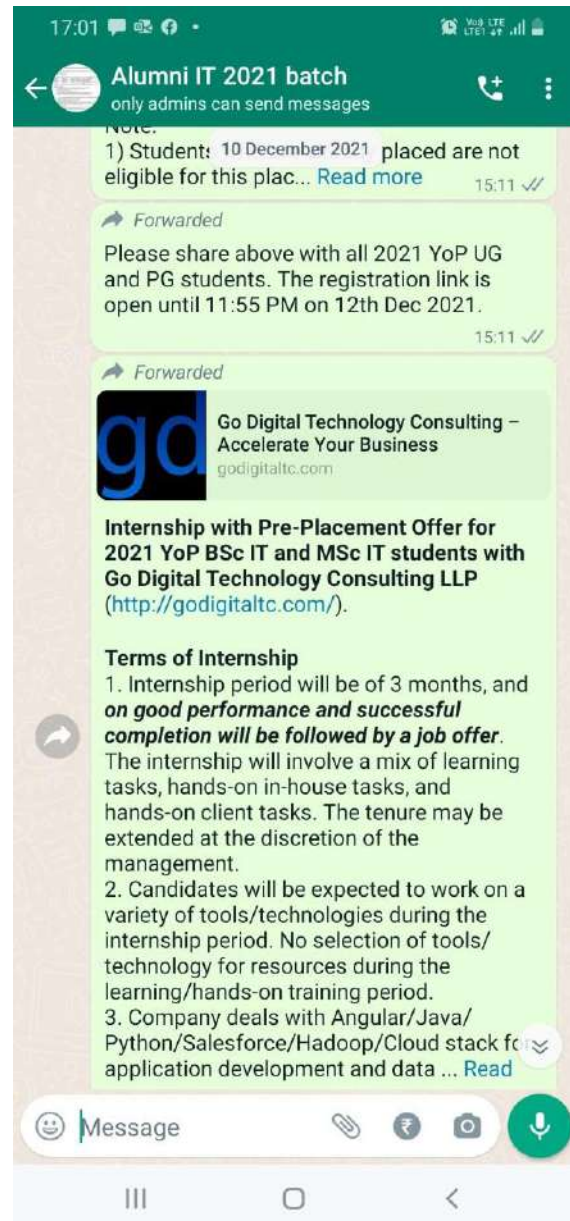 17:01
Vo)) LTE
LTE1
Alumni IT 2021 batch
only admins can send messages
Note:
1) Students
10 December 2021
placed are not
eligible for this plac... Read more
15:11
Forwarded
Please share above with all 2021 YoP UG
and PG students. The registration link is
open until 11:55 PM on 12th Dec 2021.
15:11
Forwarded
gd
Go Digital Technology Consulting –
Accelerate Your Business
godigitaltc.com
Internship with Pre-Placement Offer for
2021 YoP BSc IT and MSc IT students with
Go Digital Technology Consulting LLP
(http://godigitaltc.com/).
Terms of Internship
1. Internship period will be of 3 months, and
on good performance and successful
completion will be followed by a job offer.
The internship will involve a mix of learning
tasks, hands-on in-house tasks, and
hands-on client tasks. The tenure may be
extended at the discretion of the
management.
2. Candidates will be expected to work on a
variety of tools/technologies during the
internship period. No selection of tools/
technology for resources during the
learning/hands-on training period.
3. Company deals with Angular/Java/
Python/Salesforce/Hadoop/Cloud stack for
application development and data ... Read
Message